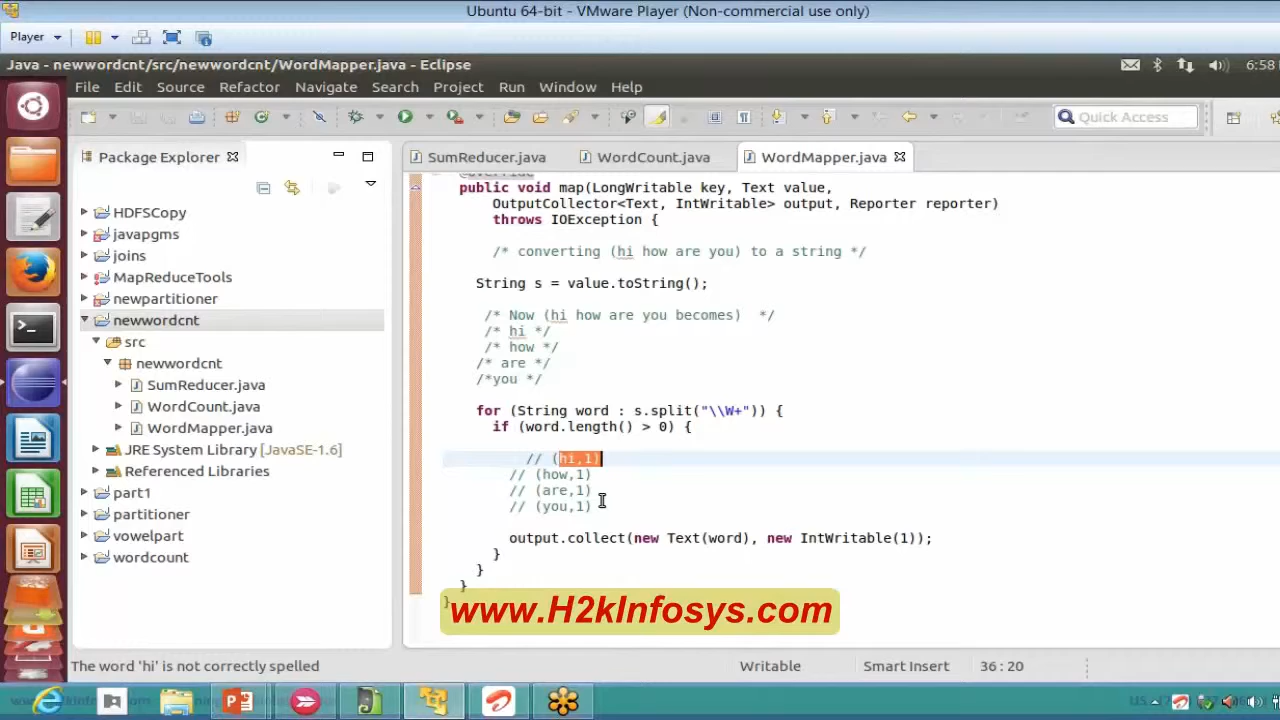 Ubuntu 64-bit - VMware Player (Non-commercial use only)
Player
Java - newwordcnt/src/newwordcnt/WordMapper.java - Eclipse
6:58
File Edit Source Refactor Navigate Search Project Run Window Help
Quick Access
Package Explorer
SumReducer.java WordCount.java WordMapper.java
HDFSCopy
javapgms
joins
MapReduceTools
newpartitioner
newwordcnt
src
newwordcnt
SumReducer.java
WordCount.java
WordMapper.java
JRE System Library [JavaSE-1.6]
Referenced Libraries
part1
partitioner
vowelpart
wordcount
public void map(LongWritable key, Text value,
OutputCollector<Text, IntWritable> output, Reporter reporter)
throws IOException {
/* converting (hi how are you) to a string */
String s = value.toString();
/* Now (hi how are you becomes) */
/* hi */
/* how */
/* are */
/*you */
for (String word : s.split("\\W+")) {
if (word.length() > 0) {
// (hi,1)
// (how,1)
// (are,1)
// (you,1)
output.collect(new Text(word), new IntWritable(1));
}
}
}
}
www.H2kInfosys.com
The word 'hi' is not correctly spelled
Writable Smart Insert 36:20